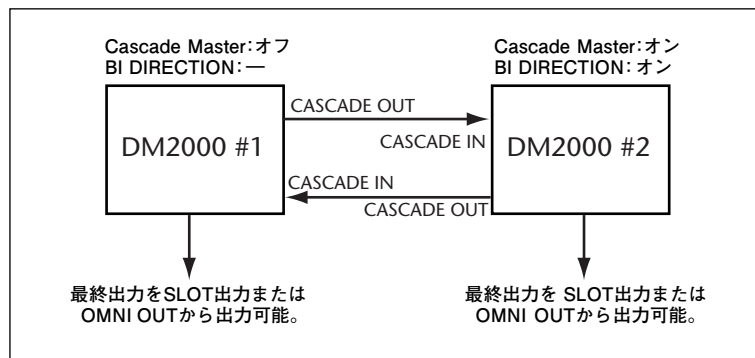 Cascade Master：オフ
BI DIRECTION：—
Cascade Master：オン
BI DIRECTION：オン
DM2000 #1
CASCADE OUT
CASCADE IN
DM2000 #2
CASCADE IN
CASCADE OUT
最終出力をSLOT出力または
OMNI OUTから出力可能。
最終出力を SLOT出力または
OMNI OUTから出力可能。